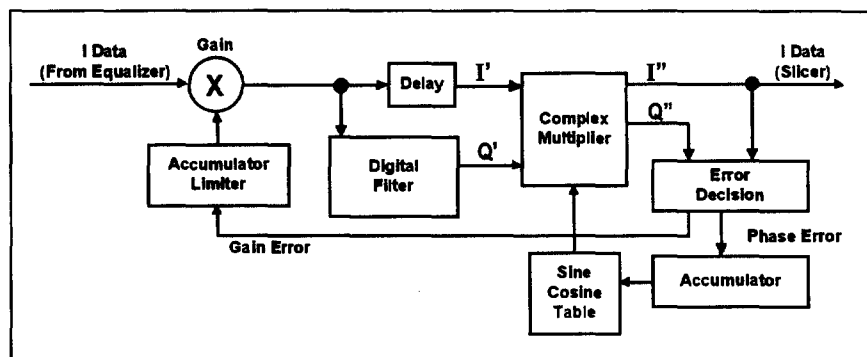 I Data
(From Equalizer)
Gain
X
Delay
I'
I"
I Data
(Slicer)
Complex
Multiplier
Q"
Accumulator
Limiter
Digital
Filter
Q'
Error
Decision
Gain Error
Phase Error
Sine
Cosine
Table
Accumulator